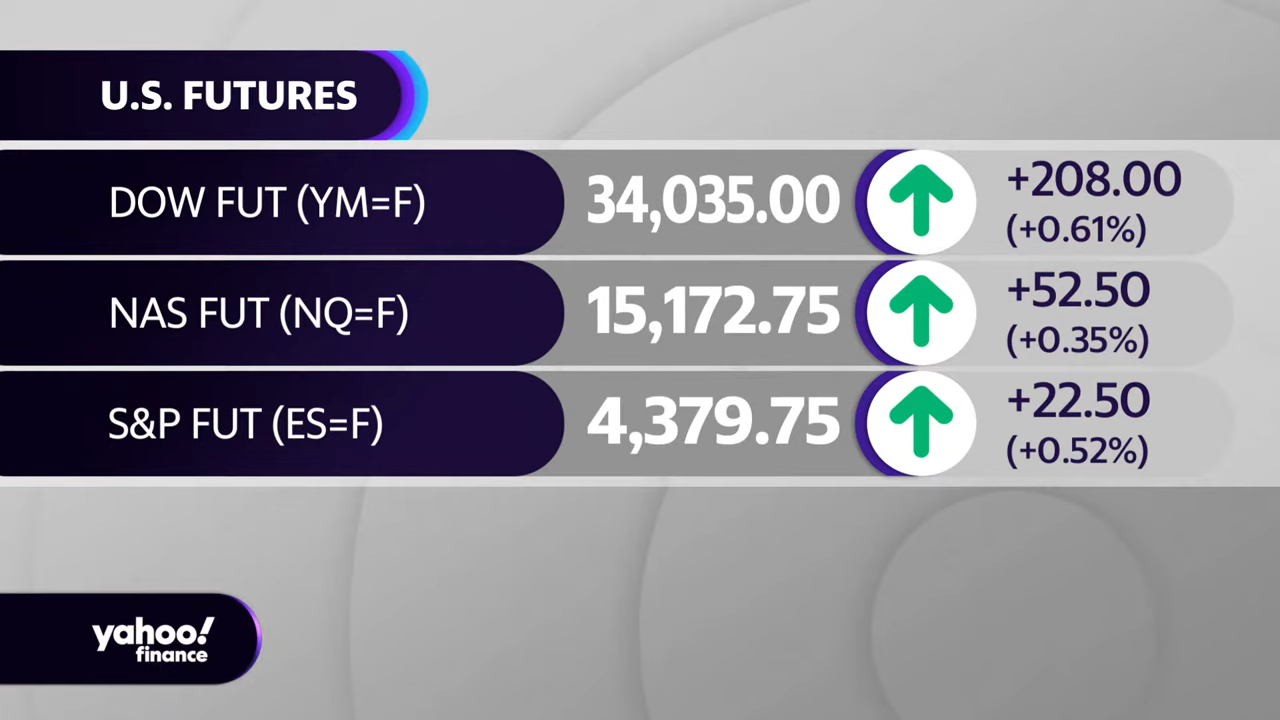 U.S. FUTURES
DOW FUT (YM=F) 34,035.00 +208.00
(+0.61%)
NAS FUT (NQ=F) 15,172.75 +52.50
(+0.35%)
S&P FUT (ES=F) 4,379.75 +22.50
(+0.52%)
yahoo!
finance